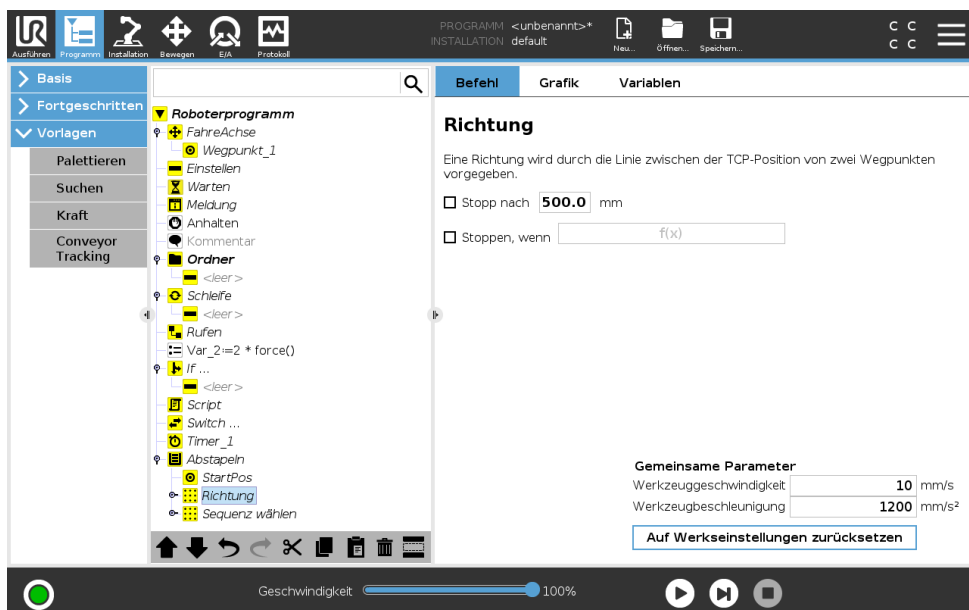 UR
PROGRAMM <unbenannt>*
INSTALLATION default
Ausführen Programm Installation Bewegen E/A Protokoll
Neu... Öffnen... Speichern...
C C
C C
Basis
Fortgeschritten
Vorlagen
Palettieren
Suchen
Kraft
Conveyor
Tracking
Roboterprogramm
FahreAchse
Wegpunkt_1
Einstellen
Warten
Meldung
Anhalten
Kommentar
Ordner
<leer>
Schleife
<leer>
Rufen
Var_2:=2 * force()
If ...
<leer>
Script
Switch ...
Timer_1
Abstapeln
StartPos
Richtung
Sequenz wählen
Befehl Grafik Variablen
Richtung
Eine Richtung wird durch die Linie zwischen der TCP-Position von zwei Wegpunkten
vorgegeben.
Stopp nach 500.0 mm
Stoppen, wenn f(x)
Gemeinsame Parameter
Werkzeuggeschwindigkeit 10 mm/s
Werkzeugbeschleunigung 1200 mm/s²
Auf Werkseinstellungen zurücksetzen
Geschwindigkeit 100%